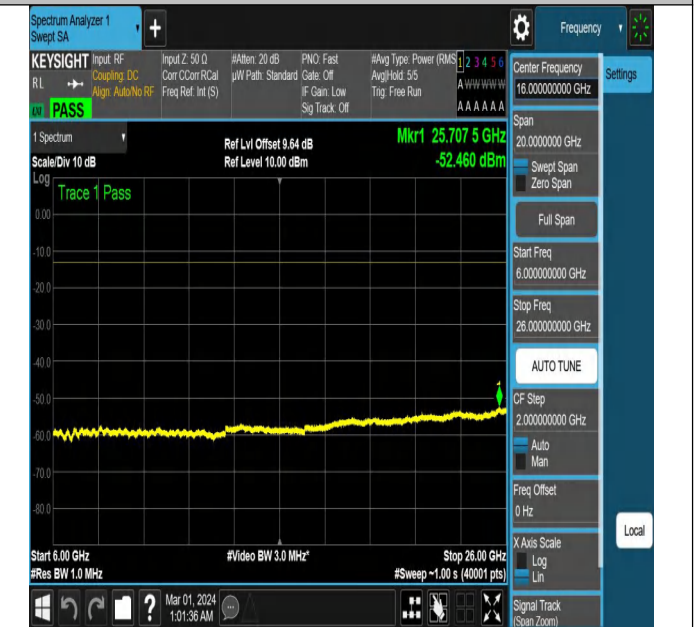 Spectrum Analyzer 1
Swept SA
+
Frequency
KEYSIGHT
RL
PASS
Input: RF
Coupling: DC
Align: Auto/No RF
Input Z: 50 Ω
Corr CCorr RCal
Freq Ref: Int (S)
#Atten: 20 dB
µW Path: Standard
PNO: Fast
Gate: Off
IF Gain: Low
Sig Track: Off
#Avg Type: Power (RMS
Avg|Hold: 5/5
Trig: Free Run
1 2 3 4 5 6
A W W W W W
A A A A A A
Center Frequency
16.000000000 GHz
Settings
Span
20.0000000 GHz
Swept Span
Zero Span
Full Span
Start Freq
6.000000000 GHz
Stop Freq
26.000000000 GHz
AUTO TUNE
CF Step
2.000000000 GHz
Auto
Man
Freq Offset
0 Hz
X Axis Scale
Log
Lin
Local
Signal Track
(Span Zoom)
1 Spectrum
Scale/Div 10 dB
Ref Lvl Offset 9.64 dB
Ref Level 10.00 dBm
Mkr1 25.707 5 GHz
-52.460 dBm
Log
Trace 1 Pass
0.00
-10.0
-20.0
-30.0
-40.0
-50.0
-60.0
-70.0
-80.0
Start 6.00 GHz
#Res BW 1.0 MHz
#Video BW 3.0 MHz*
Stop 26.00 GHz
#Sweep ~1.00 s (40001 pts)
?
Mar 01, 2024
1:01:36 AM